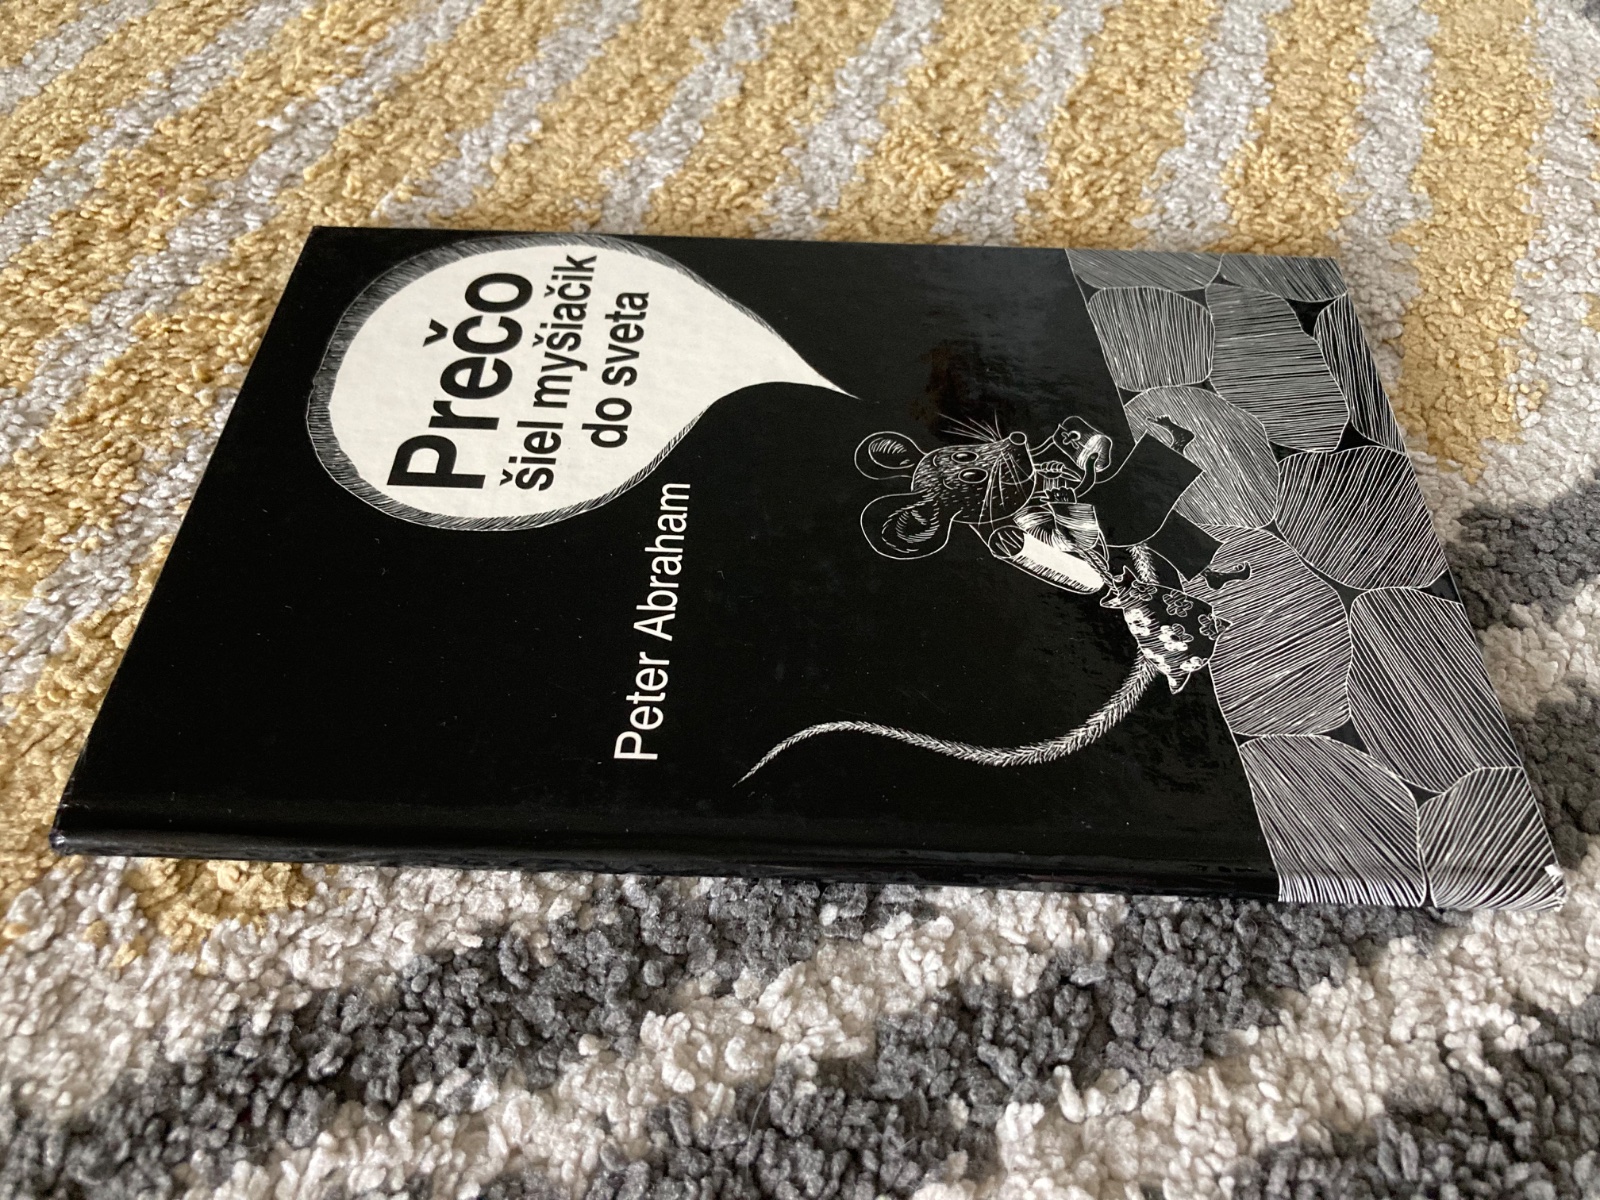 Prečo
šiel myšiačik
do sveta
Peter Abraham